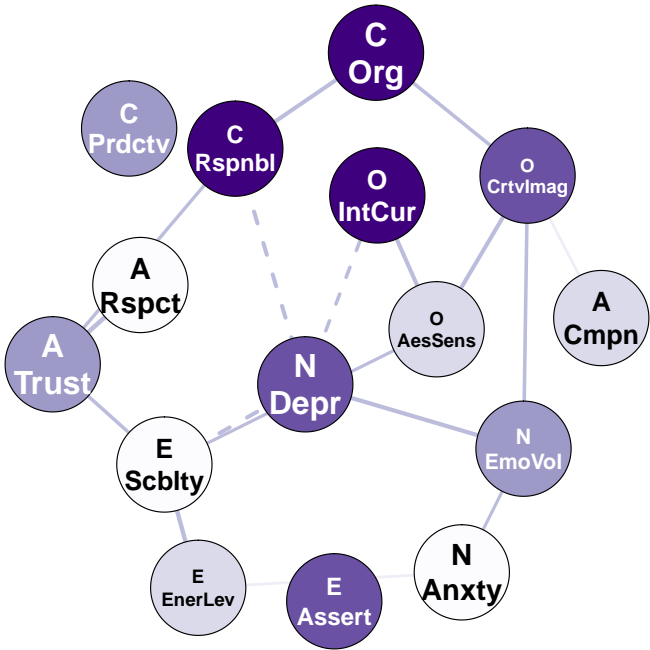 C
Org
C
Prdctv
C
Rspnbl
O
CrtvImag
O
IntCur
A
Rspct
A
Cmpn
O
AesSens
A
Trust
N
Depr
N
EmoVol
E
Scblty
N
Anxty
E
EnerLev
E
Assert